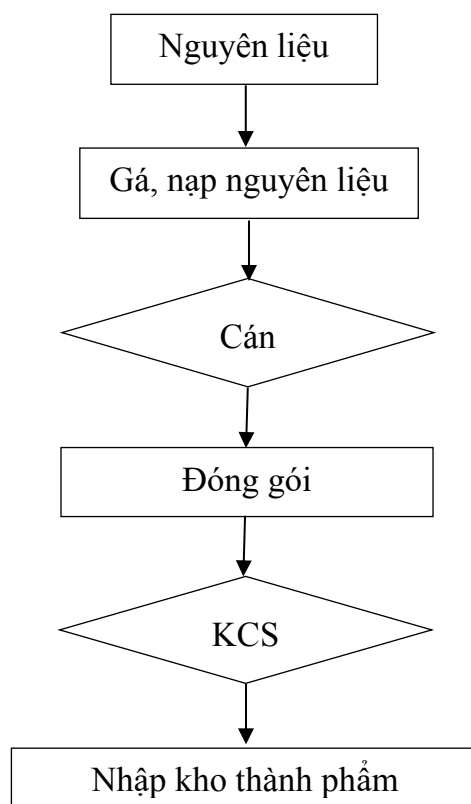 Nguyên liệu
Gá, nạp nguyên liệu
Cán
Đóng gói
KCS
Nhập kho thành phẩm